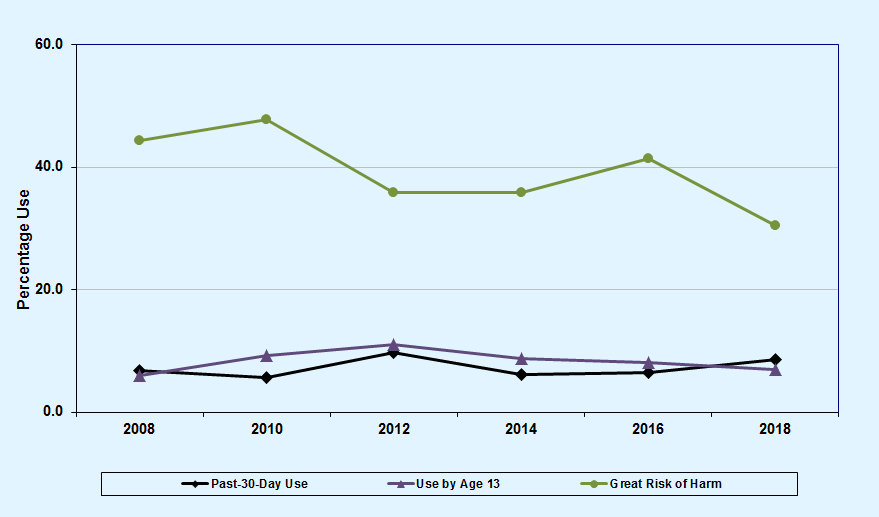 60.0
40.0
20.0
0.0
Percentage Use
2008 2010 2012 2014 2016 2018
Past-30-Day Use Use by Age 13 Great Risk of Harm